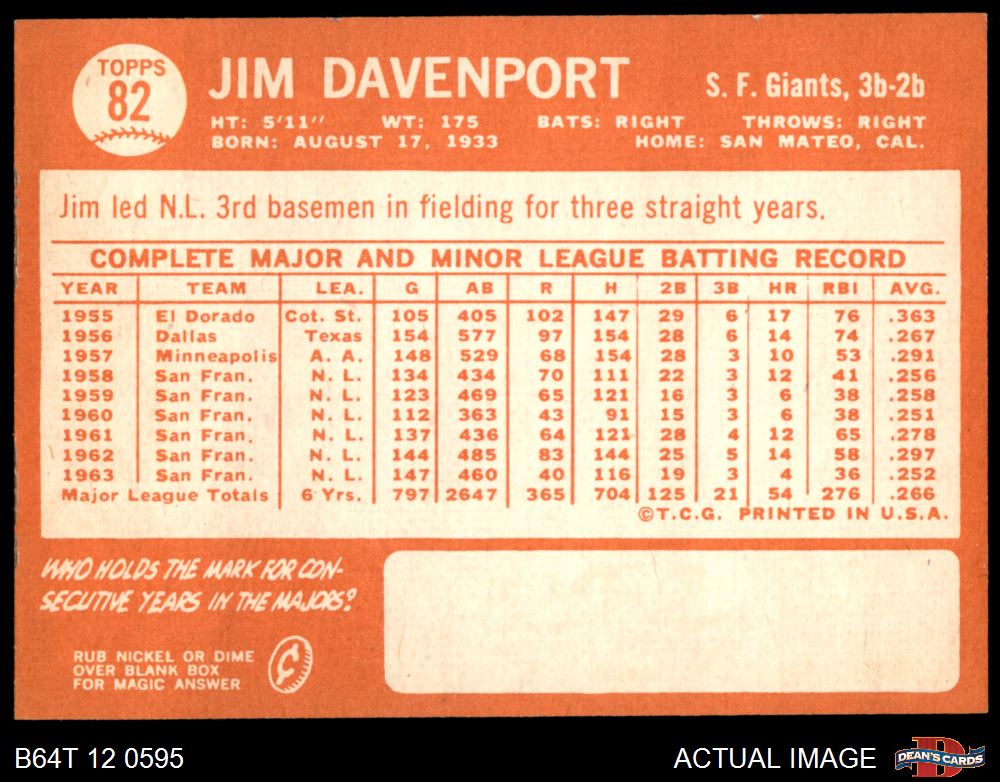 TOPPS
82
JIM DAVENPORT
S. F. Giants, 3b-2b
HT: 5'11" WT: 175 BATS: RIGHT THROWS: RIGHT
BORN: AUGUST 17, 1933 HOME: SAN MATEO, CAL.
Jim led N.L. 3rd basemen in fielding for three straight years.
COMPLETE MAJOR AND MINOR LEAGUE BATTING RECORD
YEAR TEAM LEA. G AB R H 2B 3B HR RBI AVG.
1955 El Dorado Cot. St. 105 405 102 147 29 6 17 76 .363
1956 Dallas Texas 154 577 97 154 28 6 14 74 .267
1957 Minneapolis A. A. 148 529 68 154 28 3 10 53 .291
1958 San Fran. N. L. 134 434 70 111 22 3 12 41 .256
1959 San Fran. N. L. 123 469 65 121 16 3 6 38 .258
1960 San Fran. N. L. 112 363 43 91 15 3 6 38 .251
1961 San Fran. N. L. 137 436 64 121 28 4 12 65 .278
1962 San Fran. N. L. 144 485 83 144 25 5 14 58 .297
1963 San Fran. N. L. 147 460 40 116 19 3 4 36 .252
Major League Totals 6 Yrs. 797 2647 365 704 125 21 54 276 .266
©T.C.G. PRINTED IN U.S.A.
WHO HOLDS THE MARK FOR CON-
SECUTIVE YEARS IN THE MAJORS?
RUB NICKEL OR DIME
OVER BLANK BOX
FOR MAGIC ANSWER
¢
B64T 12 0595
ACTUAL IMAGE
D
DEAN'S CARDS